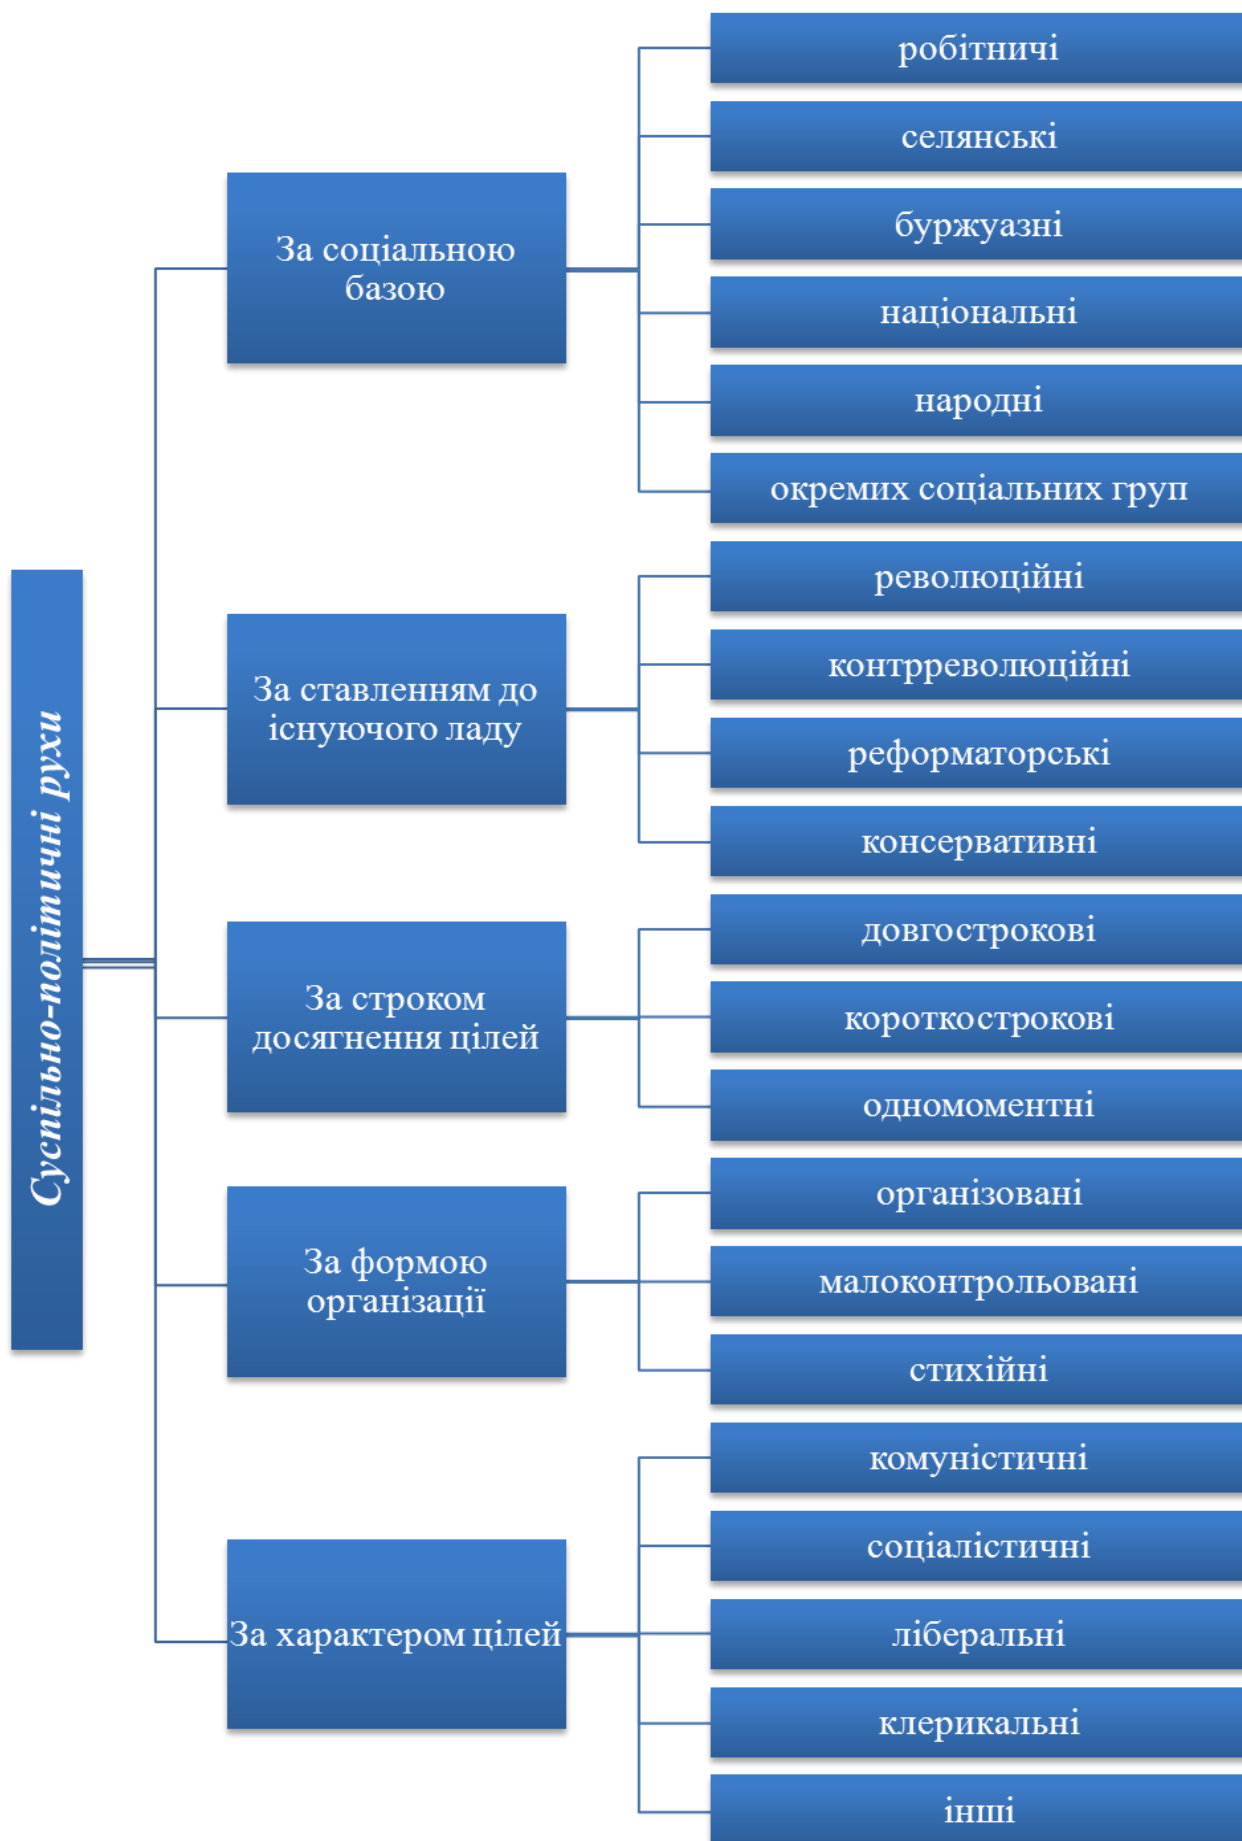 Суспільно-політичні рухи
За соціальною
базою
робітничі
селянські
буржуазні
національні
народні
окремих соціальних груп
За ставленням до
існуючого ладу
революційні
контрреволюційні
реформаторські
консервативні
За строком
досягнення цілей
довгострокові
короткострокові
одномоментні
За формою
організації
організовані
малоконтрольовані
стихійні
За характером цілей
комуністичні
соціалістичні
ліберальні
клерикальні
інші